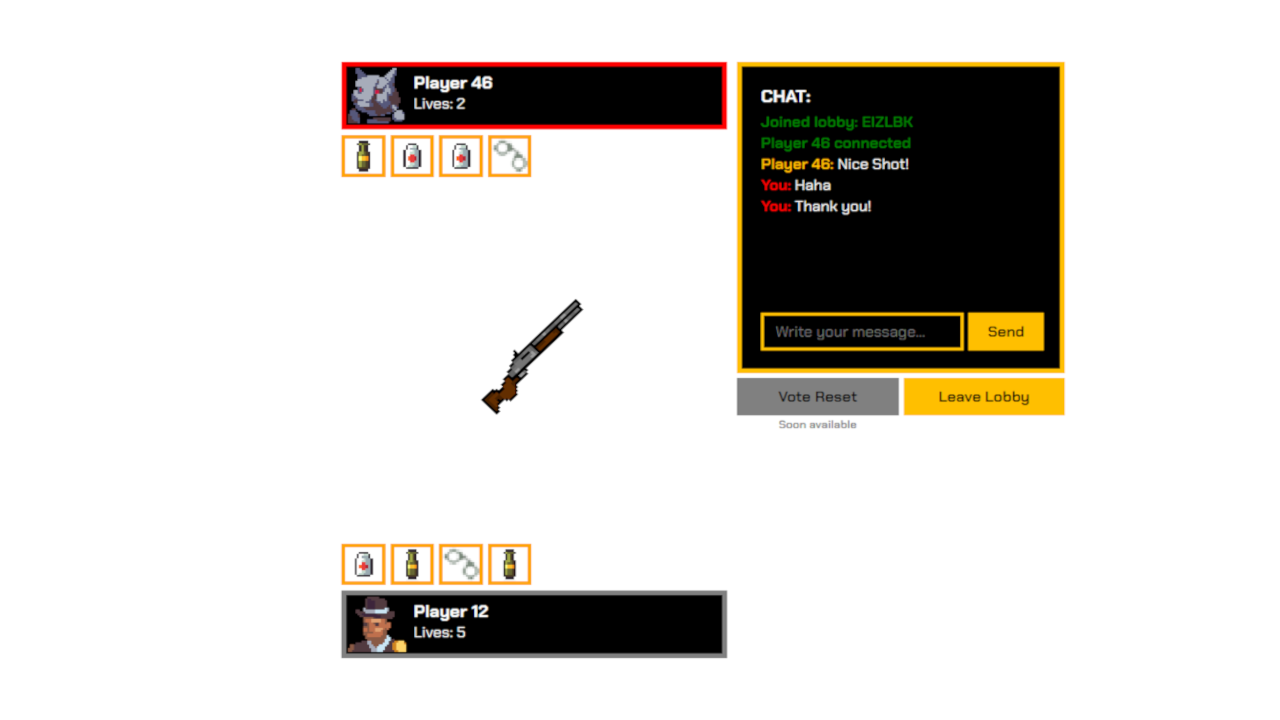 Player 46
Lives: 2
CHAT:
Joined lobby: EIZLBK
Player 46 connected
Player 46: Nice Shot!
You: Haha
You: Thank you!
Write your message...
Send
Vote Reset
Leave Lobby
Soon available
Player 12
Lives: 5